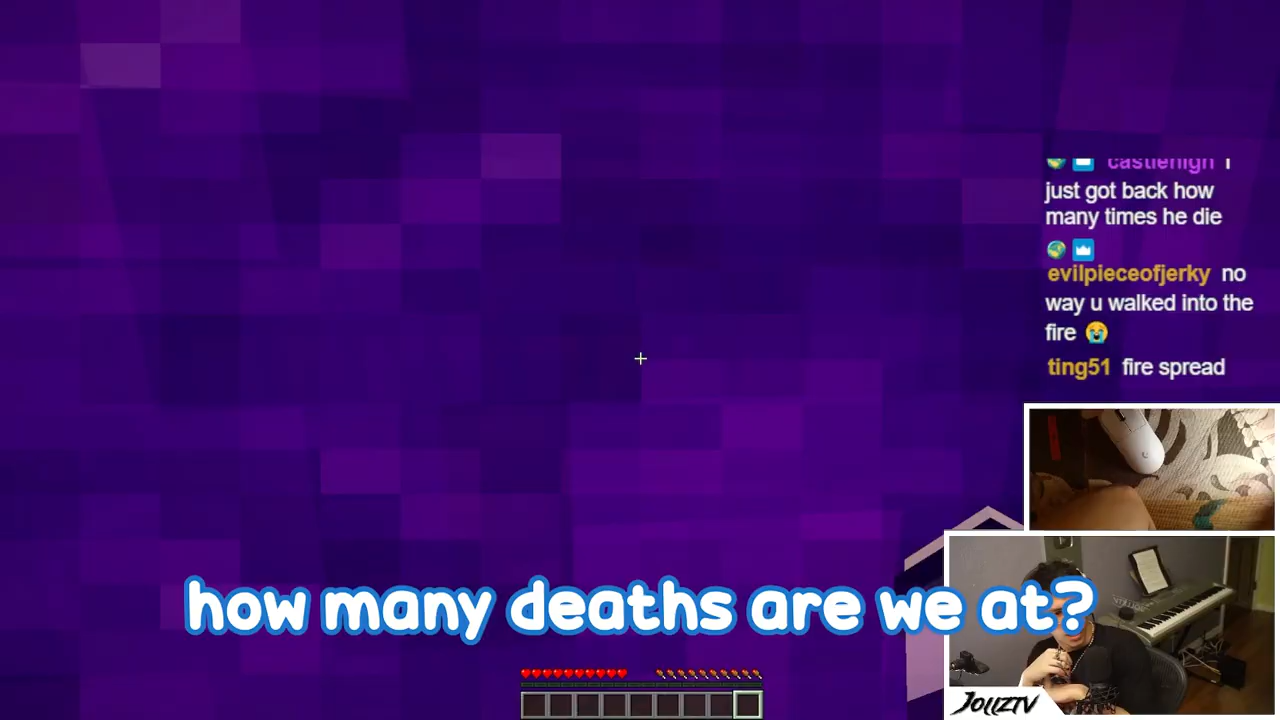 castlehigh I
just got back how
many times he die
evilpieceofjerky no
way u walked into the
fire
ting51 fire spread
how many deaths are we at?
JOLLZTV